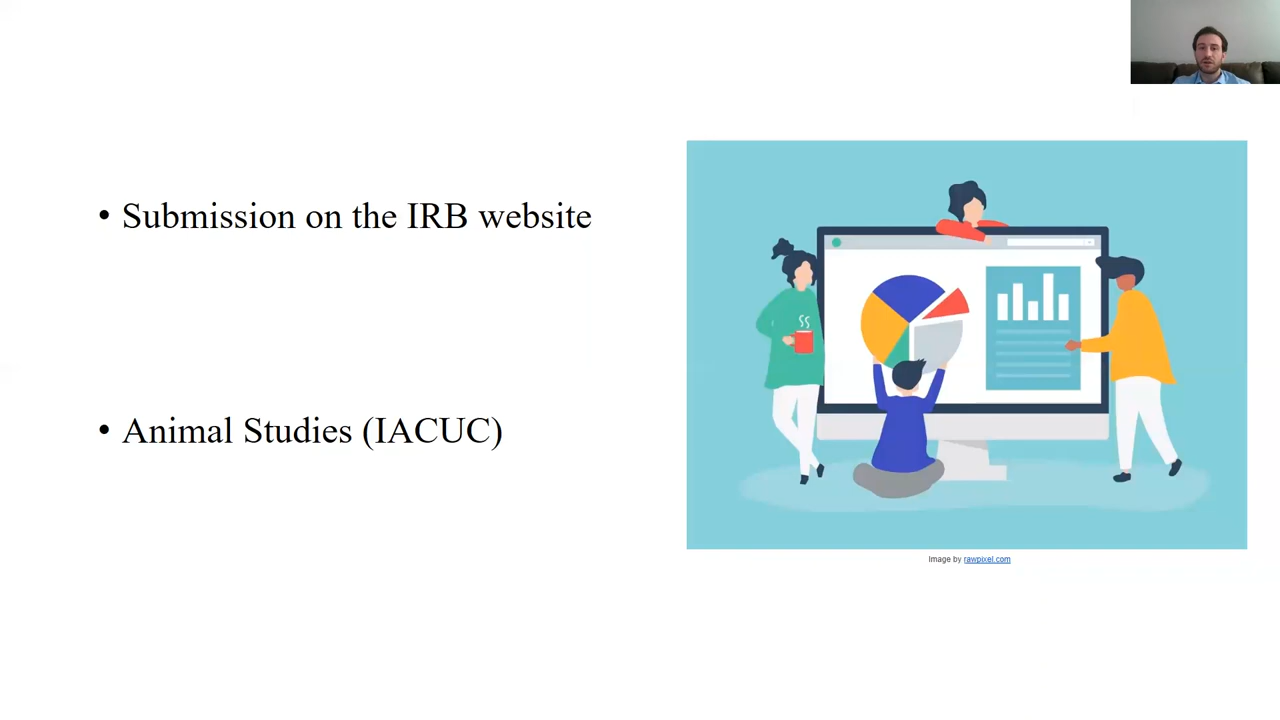 • Submission on the IRB website
• Animal Studies (IACUC)
Image by rawpixel.com